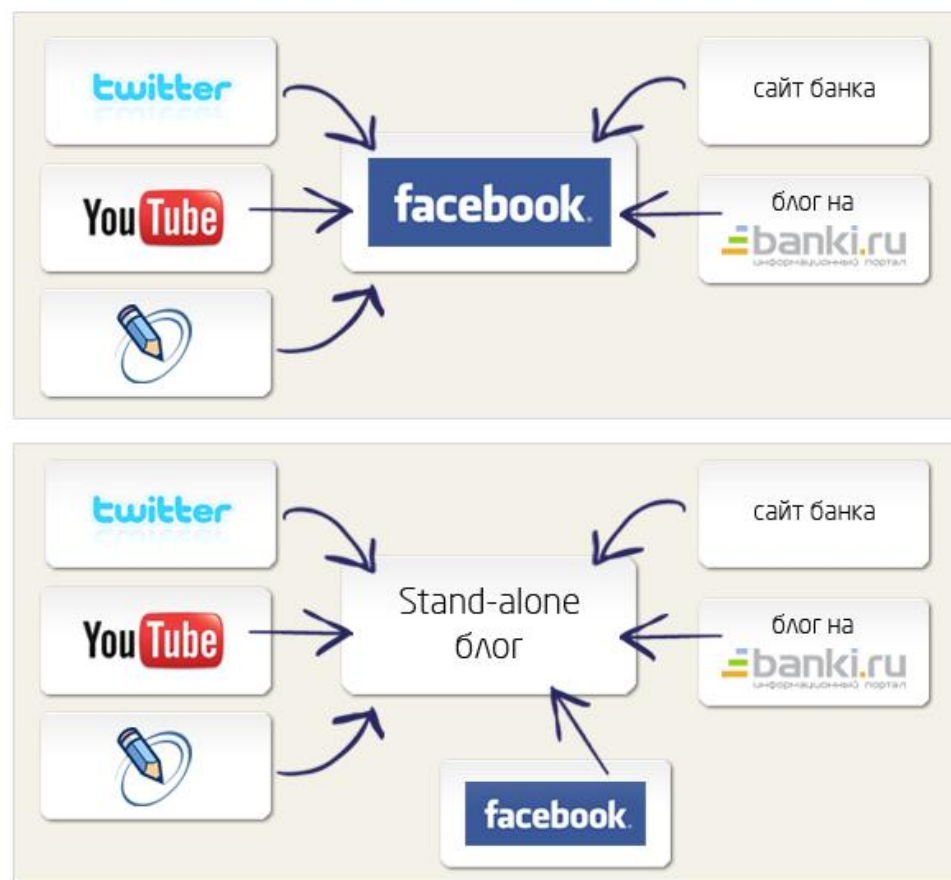 twitter
сайт банка
facebook.
YouTube
блог на
banki.ru
информационный портал
twitter
сайт банка
Stand-alone
блог
YouTube
блог на
banki.ru
информационный портал
facebook.